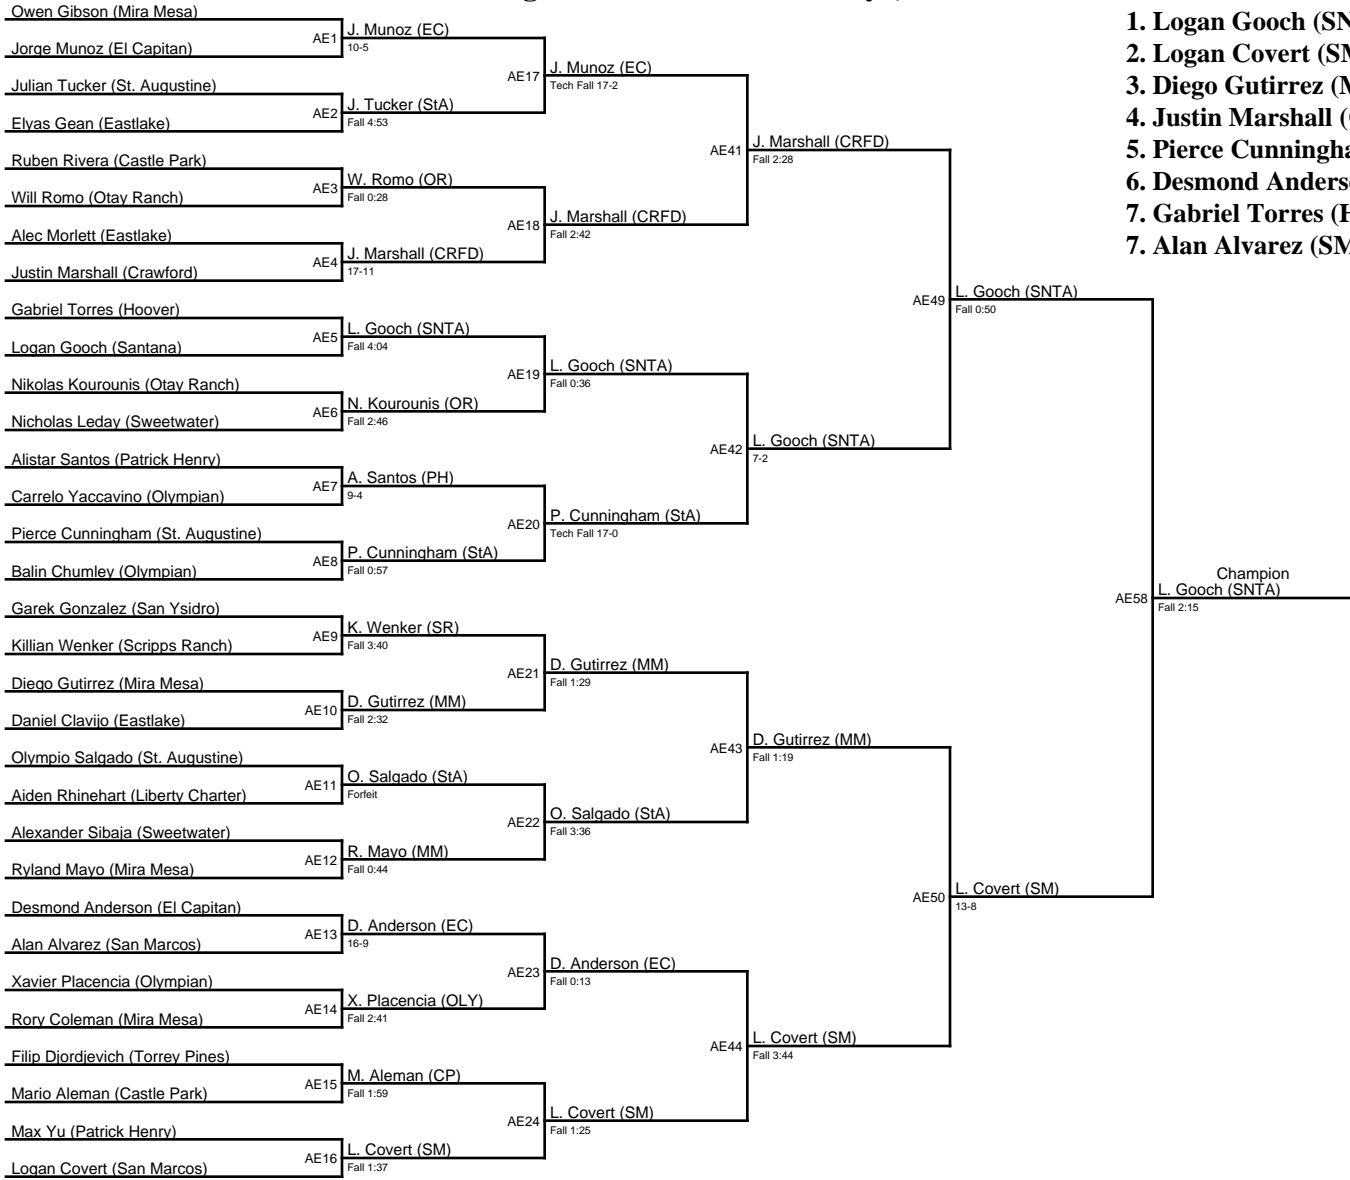 1. Logan Gooch
2. Logan Covert
3. Diego Gutirrez
4. Justin Marshall
5. Pierce
6. Desmond
7. Gabriel Torres
7. Alan Alvarez
Owen Gibson (Mira Mesa)
AE1 J. Munoz (EC)
10-5
Jorge Munoz (El Capitan)
AE17 J. Munoz (EC)
Tech Fall 17-2
Julian Tucker (St. Augustine)
AE2 J. Tucker (StA)
Fall 4:53
Elyas Gean (Eastlake)
AE41 J. Marshall (CRFD)
Fall 2:28
Ruben Rivera (Castle Park)
AE3 W. Romo (OR)
Fall 0:28
Will Romo (Otay Ranch)
AE18 J. Marshall (CRFD)
Fall 2:42
Alec Morlett (Eastlake)
AE4 J. Marshall (CRFD)
17-11
Justin Marshall (Crawford)
AE49 L. Gooch (SNTA)
Fall 0:50
Gabriel Torres (Hoover)
AE5 L. Gooch (SNTA)
Fall 4:04
Logan Gooch (Santana)
AE19 L. Gooch (SNTA)
Fall 0:36
Nikolas Kourounis (Otay Ranch)
AE6 N. Kourounis (OR)
Fall 2:46
Nicholas Leday (Sweetwater)
AE42 L. Gooch (SNTA)
7-2
Alistar Santos (Patrick Henry)
AE7 A. Santos (PH)
9-4
Carrelo Yaccavino (Olympian)
AE20 P. Cunningham (StA)
Tech Fall 17-0
Pierce Cunningham (St. Augustine)
AE8 P. Cunningham (StA)
Fall 0:57
Balin Chumley (Olympian)
Champion
AE58 L. Gooch (SNTA)
Fall 2:15
Garek Gonzalez (San Ysidro)
AE9 K. Wenker (SR)
Fall 3:40
Killian Wenker (Scripps Ranch)
AE21 D. Gutirrez (MM)
Fall 1:29
Diego Gutirrez (Mira Mesa)
AE10 D. Gutirrez (MM)
Fall 2:32
Daniel Clavijo (Eastlake)
AE43 D. Gutirrez (MM)
Fall 1:19
Olympio Salgado (St. Augustine)
AE11 O. Salgado (StA)
Forfeit
Aiden Rhinehart (Liberty Charter)
AE22 O. Salgado (StA)
Fall 3:36
Alexander Sibaja (Sweetwater)
AE12 R. Mayo (MM)
Fall 0:44
Ryland Mayo (Mira Mesa)
AE50 L. Covert (SM)
13-8
Desmond Anderson (El Capitan)
AE13 D. Anderson (EC)
16-9
Alan Alvarez (San Marcos)
AE23 D. Anderson (EC)
Fall 0:13
Xavier Placencia (Olympian)
AE14 X. Placencia (OLY)
Fall 2:41
Rory Coleman (Mira Mesa)
AE44 L. Covert (SM)
Fall 3:44
Filip Djordjevich (Torrey Pines)
AE15 M. Aleman (CP)
Fall 1:59
Mario Aleman (Castle Park)
AE24 L. Covert (SM)
Fall 1:25
Max Yu (Patrick Henry)
AE16 L. Covert (SM)
Fall 1:37
Logan Covert (San Marcos)